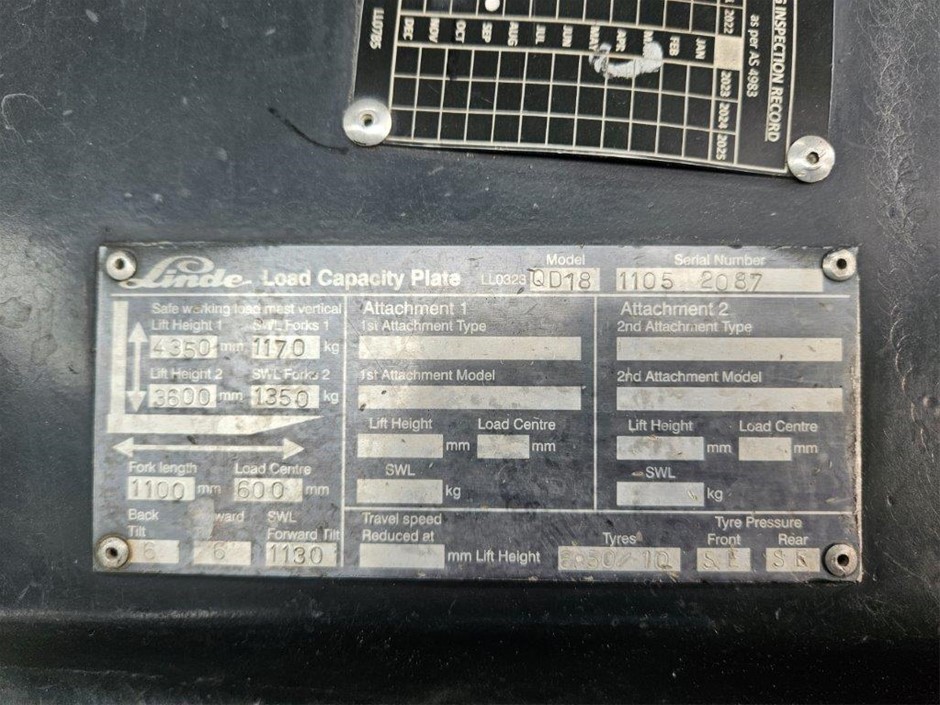 INSPECTION RECORD
as per AS 4983
2022 2023 2024 2025
JAN
FEB
APR
MAY
JUN
JUL
AUG
SEP
OCT
NOV
DEC
LL0765
Linde Load Capacity Plate LL0323
Model
QD18
Serial Number
1105 2087
Safe working load mast vertical
Lift Height 1 SWL Forks 1
4350 mm 1170 kg
Lift Height 2 SWL Forks 2
3600 mm 1350 kg
Fork length Load Centre
1100 mm 600 mm
Back Forward SWL
Tilt Forward Tilt
6 6 1130
Attachment 1
1st Attachment Type
1st Attachment Model
Lift Height Load Centre
mm mm
SWL
kg
Attachment 2
2nd Attachment Type
2nd Attachment Model
Lift Height Load Centre
mm mm
SWL
kg
Travel speed
Reduced at
mm Lift Height
Tyres
Tyre Pressure
Front Rear